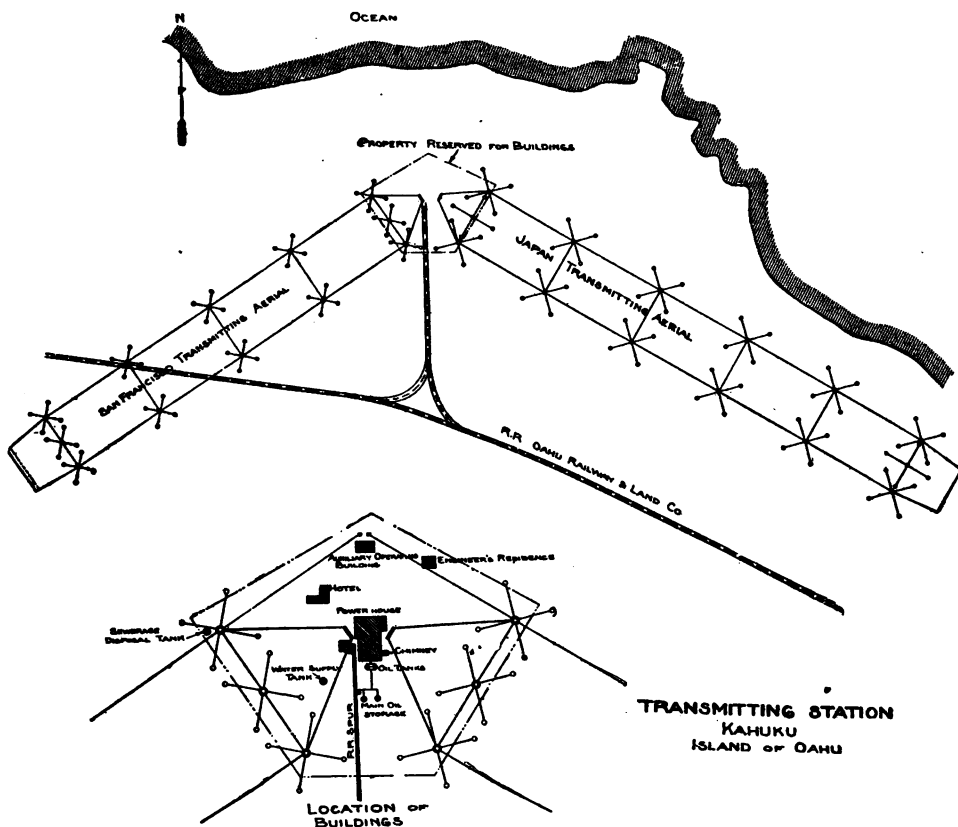 N
OCEAN
PROPERTY RESERVED FOR BUILDINGS
JAPAN TRANSMITTING AERIAL
SAN FRANCISCO TRANSMITTING AERIAL
R.R. OAHU RAILWAY & LAND CO
AUXILIARY OPERATING
BUILDING
ENGINEER'S RESIDENCE
HOTEL
POWER HOUSE
SEWERAGE
DISPOSAL TANK
CHIMNEY
WATER SUPPLY
TANK
OIL TANKS
MAIN OIL
STORAGE
R.R. SPUR
TRANSMITTING STATION
KAHUKU
ISLAND OF OAHU
LOCATION OF
BUILDINGS